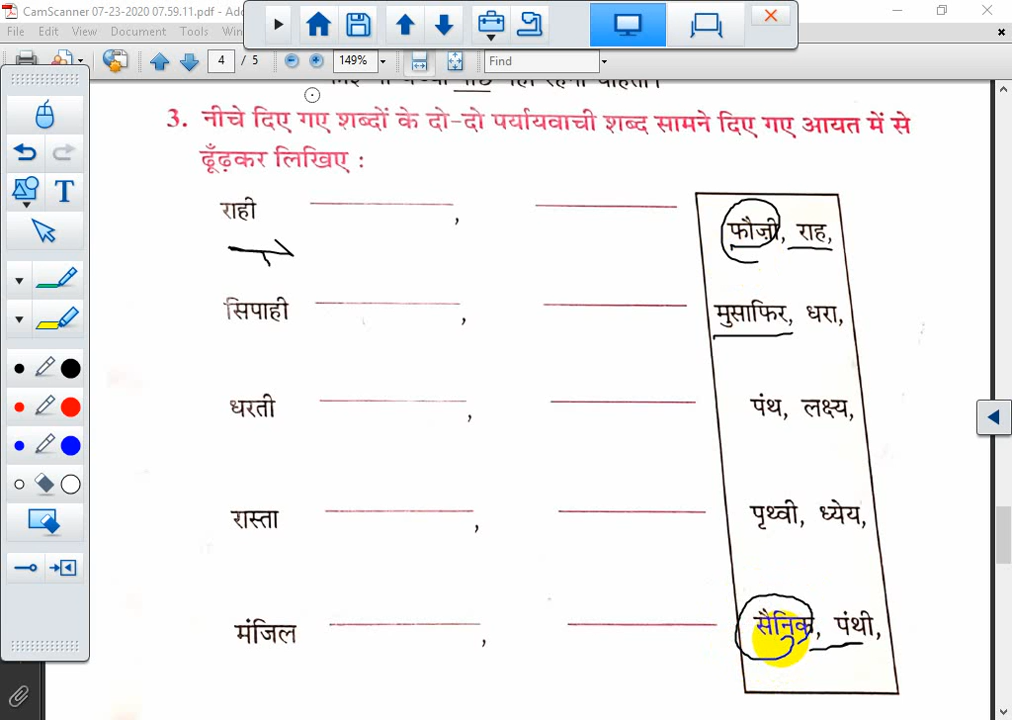 CamScanner 07-23-2020 07.59.11.pdf - Ado
File Edit View Document Tools Win
4 / 5 149% Find
3. नीचे दिए गए शब्दों के दो-दो पर्यायवाची शब्द सामने दिए गए आयत में से
ढूँढ़कर लिखिए :
राही , फौज़ी, राह,
सिपाही , मुसाफिर, धरा,
धरती , पंथ, लक्ष्य,
रास्ता , पृथ्वी, ध्येय,
मंजिल , सैनिक, पंथी,
T